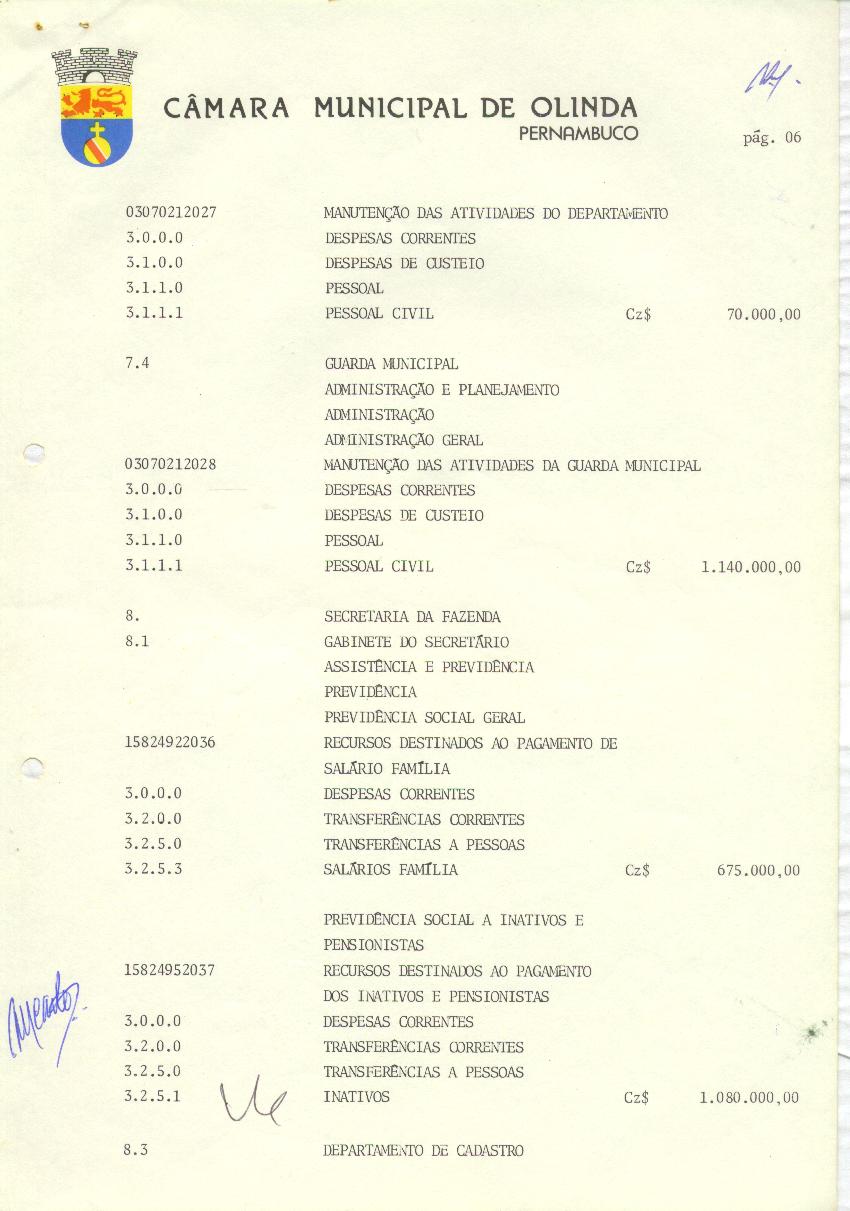 CÂMARA MUNICIPAL DE OLINDA
PERNAMBUCO
pág. 06
03070212027 MANUTENÇÃO DAS ATIVIDADES DO DEPARTAMENTO
3.0.0.0 DESPESAS CORRENTES
3.1.0.0 DESPESAS DE CUSTEIO
3.1.1.0 PESSOAL
3.1.1.1 PESSOAL CIVIL Cz$ 70.000,00
7.4 GUARDA MUNICIPAL
ADMINISTRAÇÃO E PLANEJAMENTO
ADMINISTRAÇÃO
ADMINISTRAÇÃO GERAL
03070212028 MANUTENÇÃO DAS ATIVIDADES DA GUARDA MUNICIPAL
3.0.0.0 DESPESAS CORRENTES
3.1.0.0 DESPESAS DE CUSTEIO
3.1.1.0 PESSOAL
3.1.1.1 PESSOAL CIVIL Cz$ 1.140.000,00
8. SECRETARIA DA FAZENDA
8.1 GABINETE DO SECRETÁRIO
ASSISTÊNCIA E PREVIDÊNCIA
PREVIDÊNCIA
PREVIDÊNCIA SOCIAL GERAL
15824922036 RECURSOS DESTINADOS AO PAGAMENTO DE
SALÁRIO FAMÍLIA
3.0.0.0 DESPESAS CORRENTES
3.2.0.0 TRANSFERÊNCIAS CORRENTES
3.2.5.0 TRANSFERÊNCIAS A PESSOAS
3.2.5.3 SALÁRIOS FAMÍLIA Cz$ 675.000,00
PREVIDÊNCIA SOCIAL A INATIVOS E
PENSIONISTAS
15824952037 RECURSOS DESTINADOS AO PAGAMENTO
DOS INATIVOS E PENSIONISTAS
3.0.0.0 DESPESAS CORRENTES
3.2.0.0 TRANSFERÊNCIAS CORRENTES
3.2.5.0 TRANSFERÊNCIAS A PESSOAS
3.2.5.1 INATIVOS Cz$ 1.080.000,00
8.3 DEPARTAMENTO DE CADASTRO